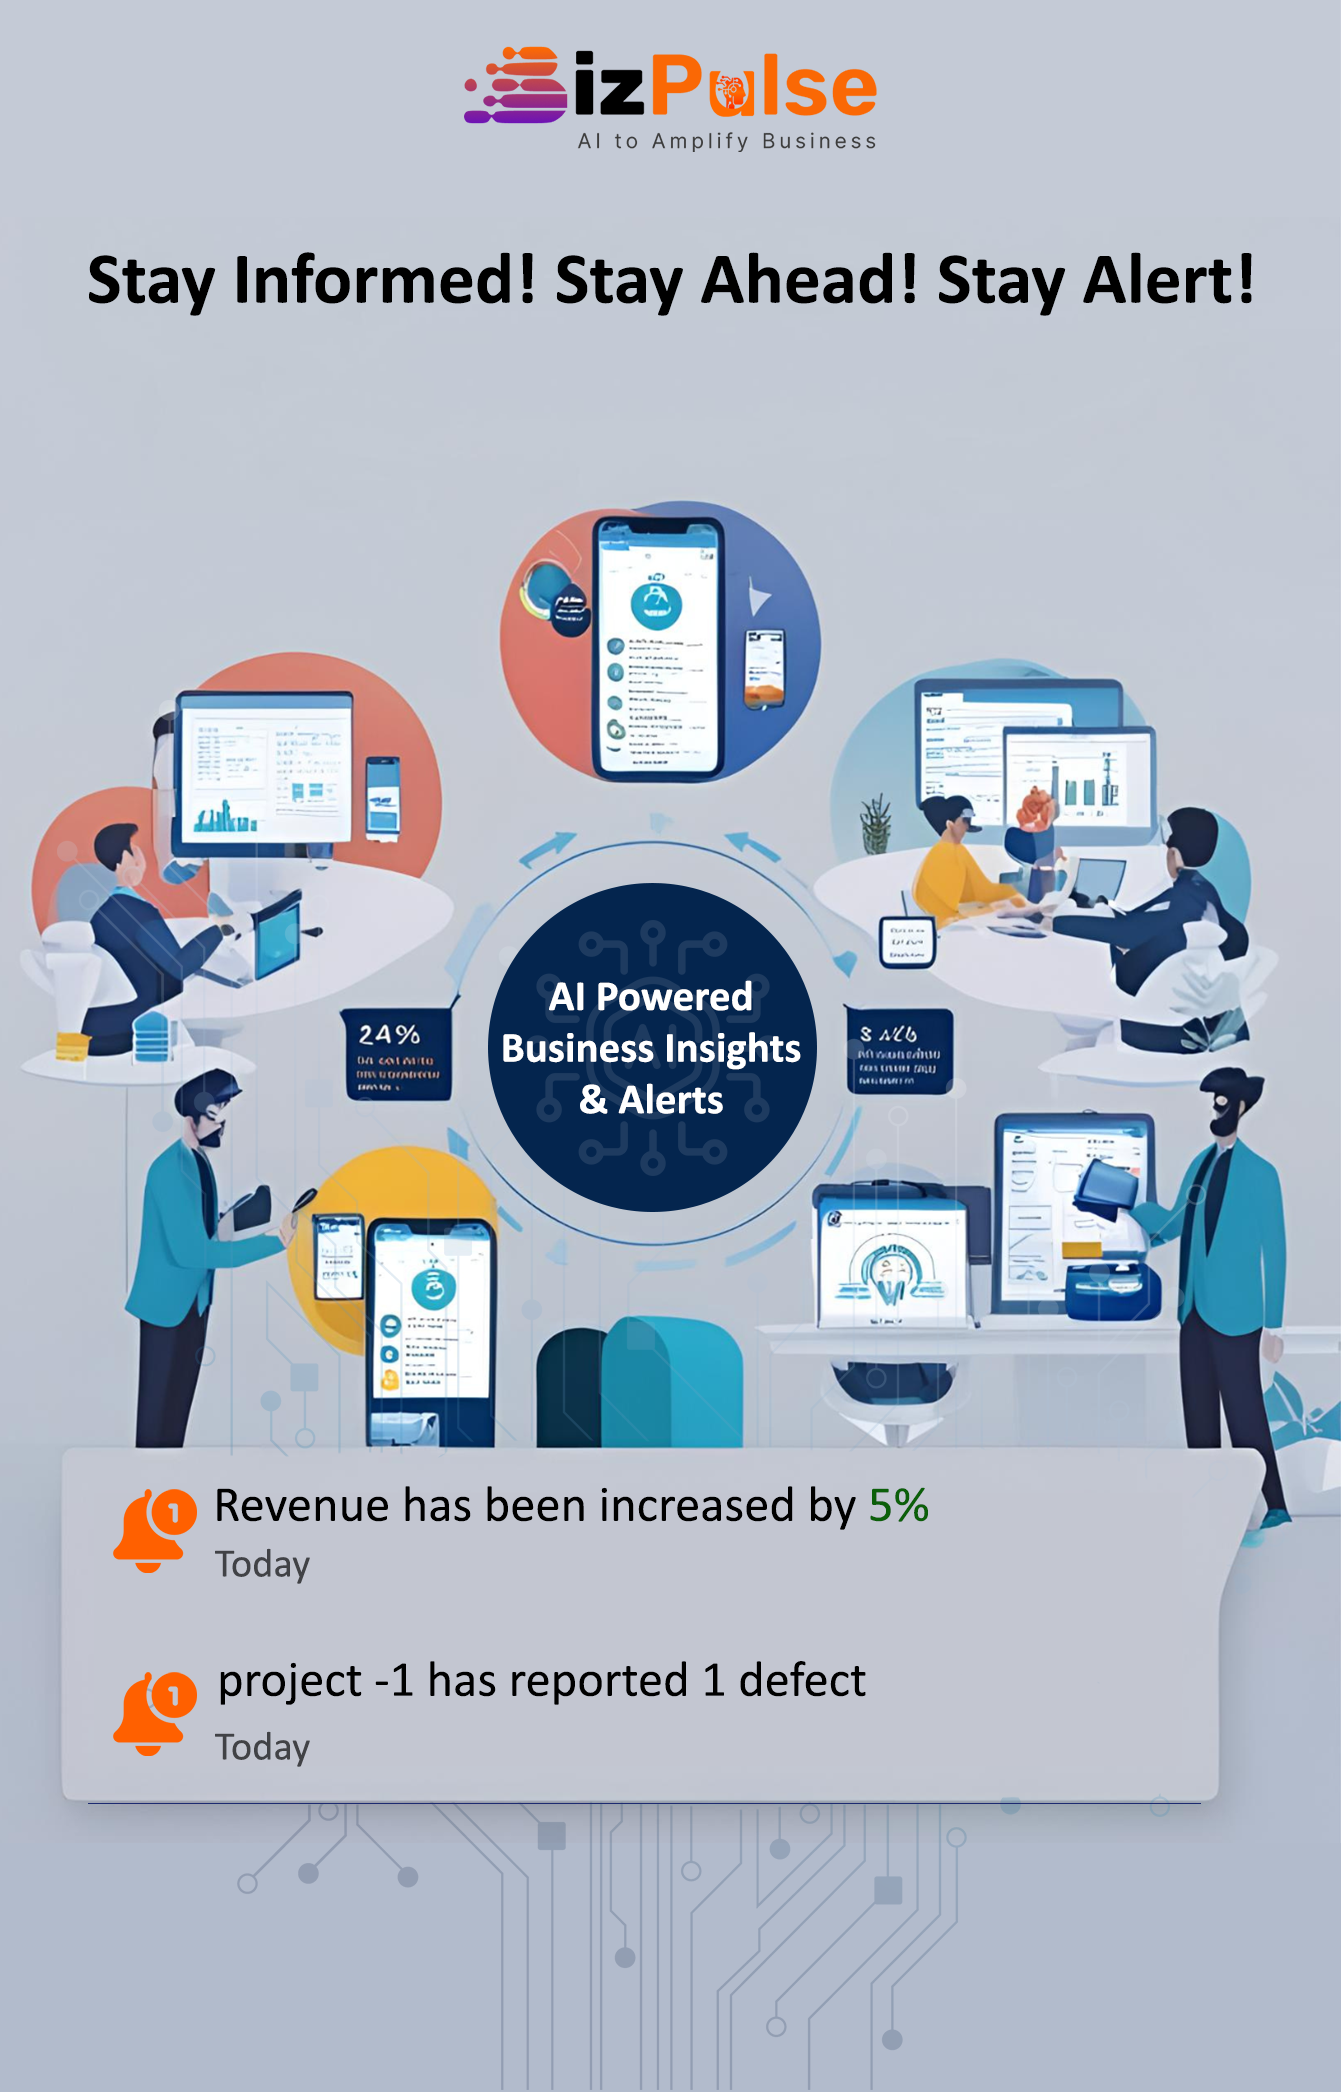 BizPulse
AI to Amplify Business
Stay Informed! Stay Ahead! Stay Alert!
AI Powered
Business Insights
& Alerts
24%
1
Revenue has been increased by 5%
Today
1
project -1 has reported 1 defect
Today